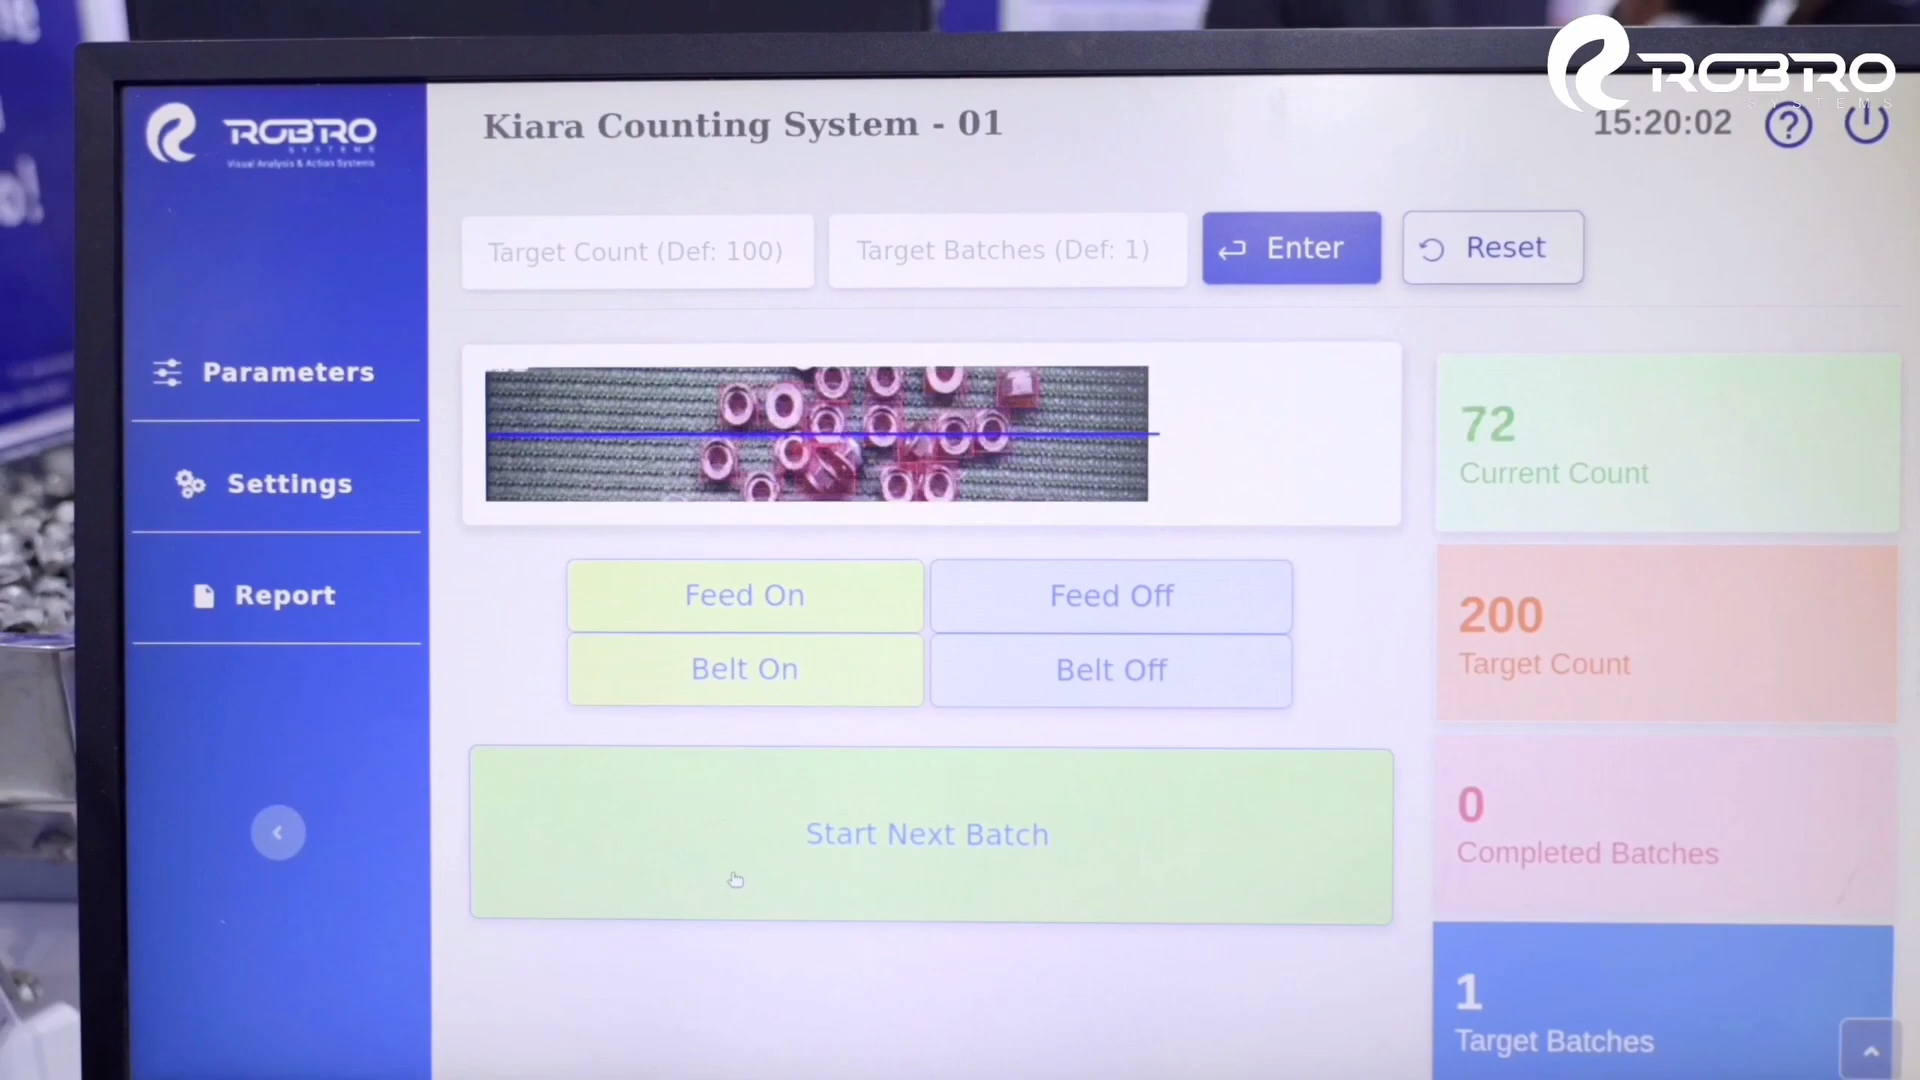 ROBRO
SYSTEMS
ROBRO
SYSTEMS
Visual Analysis & Action Systems
Kiara Counting System - 01
15:20:02
Target Count (Def: 100)
Target Batches (Def: 1)
Enter
Reset
Parameters
Settings
Report
Feed On
Feed Off
Belt On
Belt Off
Start Next Batch
72
Current Count
200
Target Count
0
Completed Batches
1
Target Batches